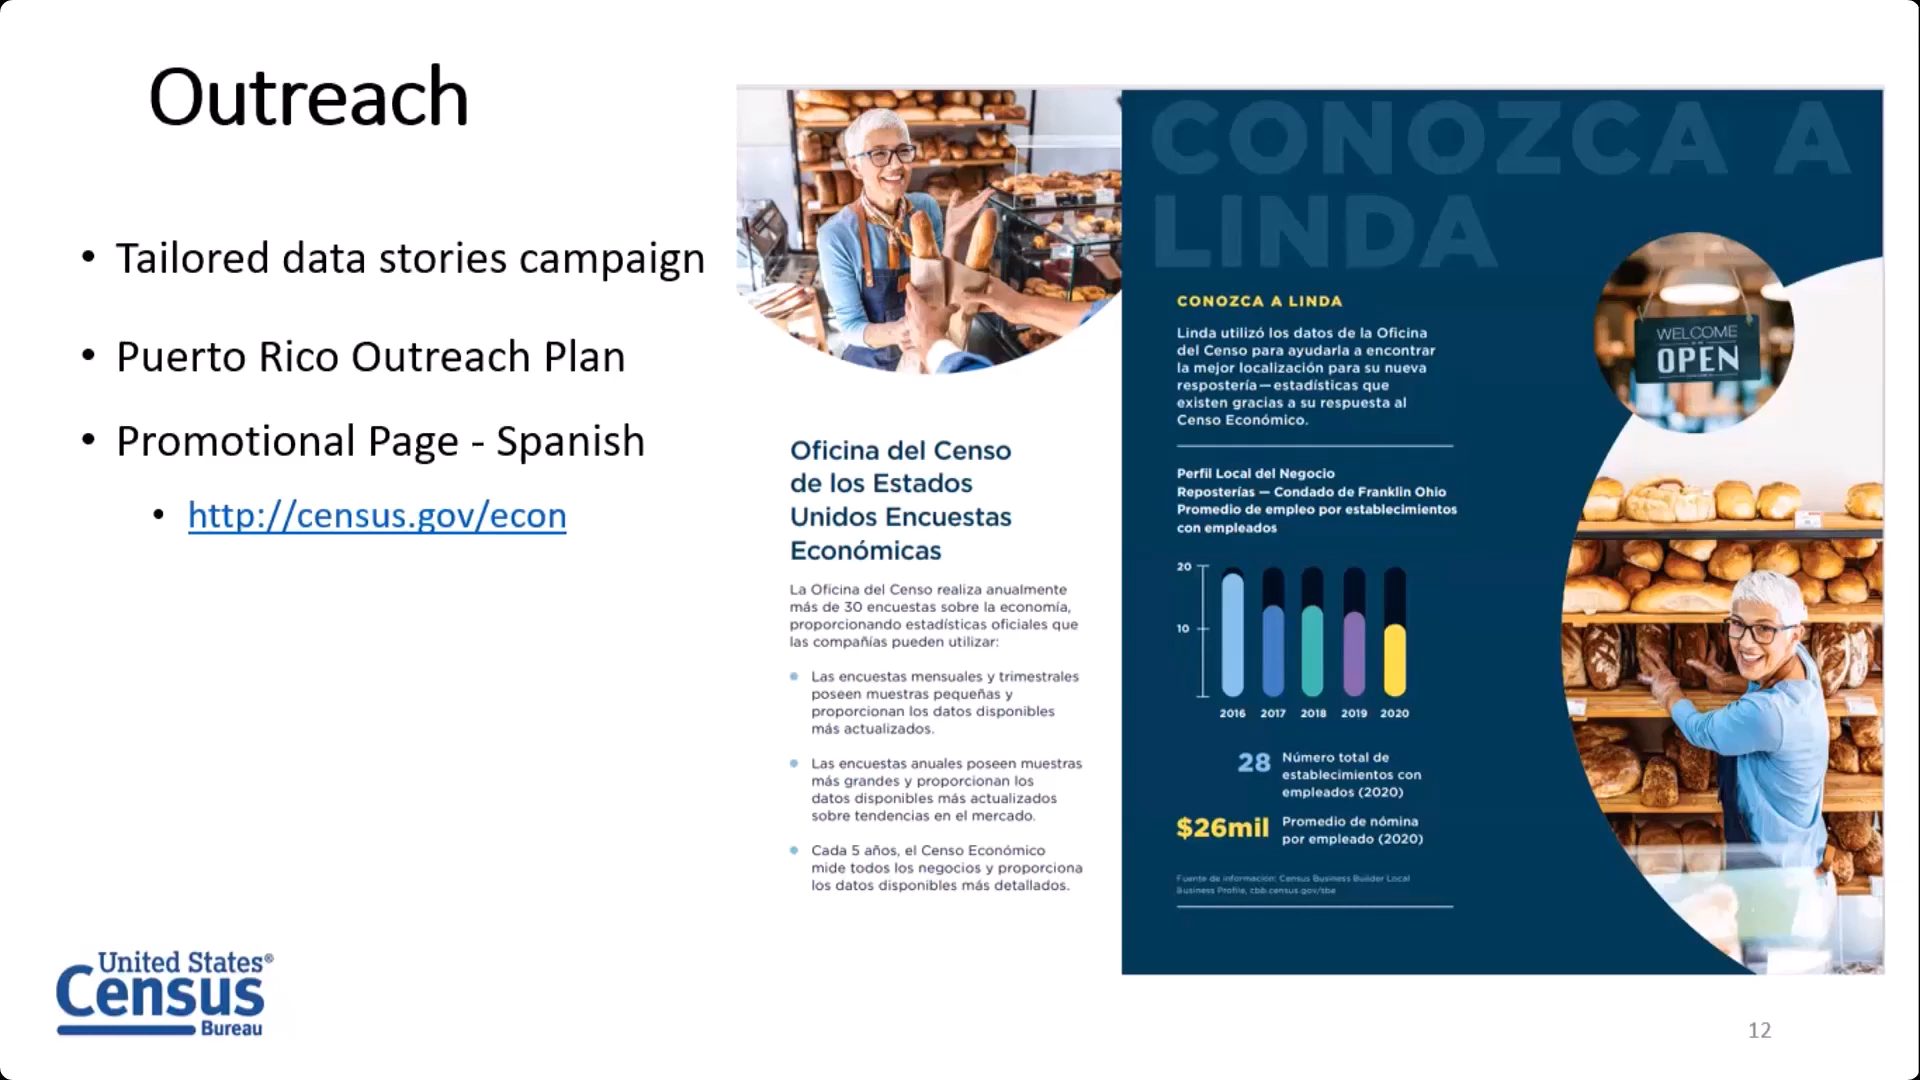 Outreach
• Tailored data stories campaign
• Puerto Rico Outreach Plan
• Promotional Page - Spanish
• http://census.gov/econ
United States®
Census
Bureau
Oficina del Censo
de los Estados
Unidos Encuestas
Económicas
La Oficina del Censo realiza anualmente
más de 30 encuestas sobre la economía,
proporcionando estadísticas oficiales que
las compañías pueden utilizar:
Las encuestas mensuales y trimestrales
poseen muestras pequeñas y
proporcionan los datos disponibles
más actualizados.
Las encuestas anuales poseen muestras
más grandes y proporcionan los
datos disponibles más actualizados
sobre tendencias en el mercado.
Cada 5 años, el Censo Económico
mide todos los negocios y proporciona
los datos disponibles más detallados.
CONOZCA A
LINDA
CONOZCA A LINDA
Linda utilizó los datos de la Oficina
del Censo para ayudarla a encontrar
la mejor localización para su nueva
respostería—estadísticas que
existen gracias a su respuesta al
Censo Económico.
Perfil Local del Negocio
Reposterías — Condado de Franklin Ohio
Promedio de empleo por establecimientos
con empleados
20
10
2016 2017 2018 2019 2020
28 Número total de
establecimientos con
empleados (2020)
$26mil Promedio de nómina
por empleado (2020)
Fuente de información: Census Business Builder Local
Business Profile, cbb.census.gov/sbe
WELCOME
OPEN
12